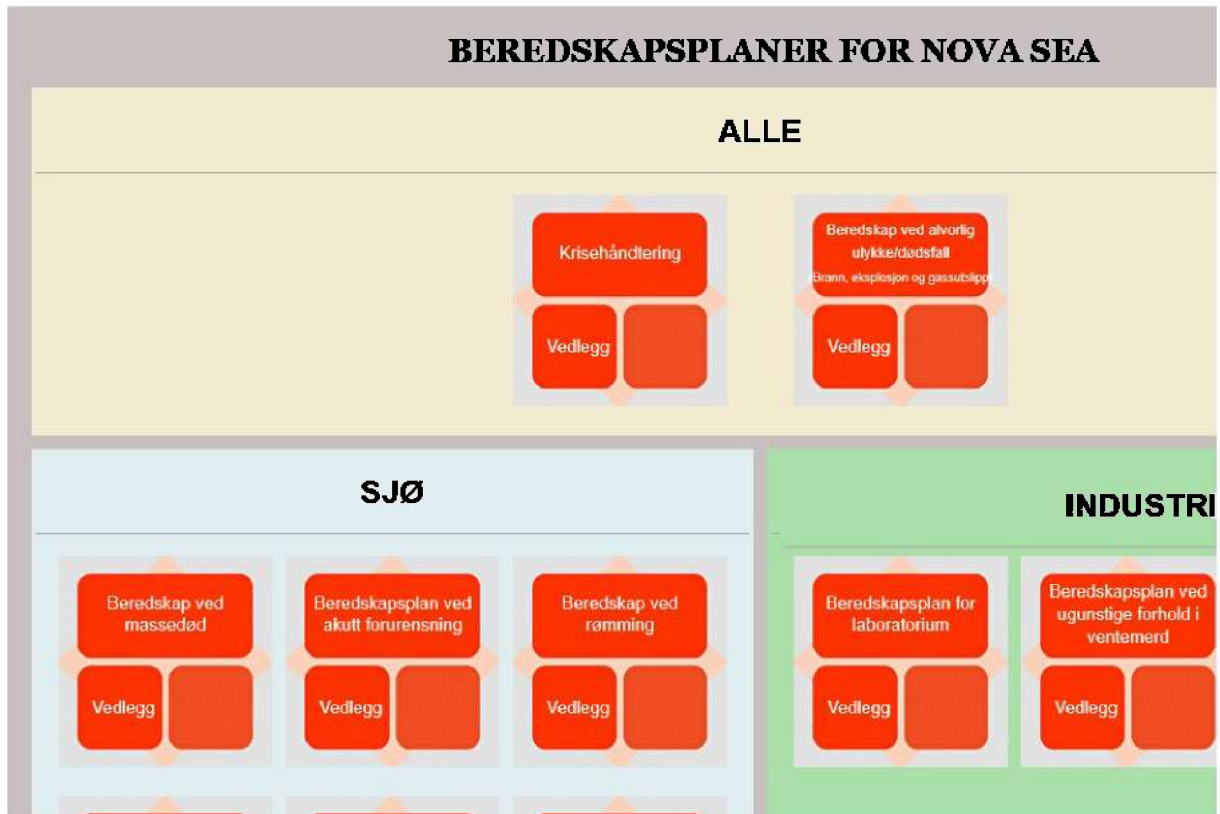 BEREDSKAPSPLANER FOR NOVA SEA
ALLE
Krisehåndtering
Vedlegg
Beredskap ved alvorlig
ulykke/dødsfall
(Brann, eksplosjon og gassutslipp)
Vedlegg
SJØ
Beredskap ved
massedød
Vedlegg
Beredskapsplan ved
akutt forurensning
Vedlegg
Beredskap ved
rømming
Vedlegg
INDUSTRI
Beredskapsplan for
laboratorium
Vedlegg
Beredskapsplan ved
ugunstige forhold i
ventemerd
Vedlegg